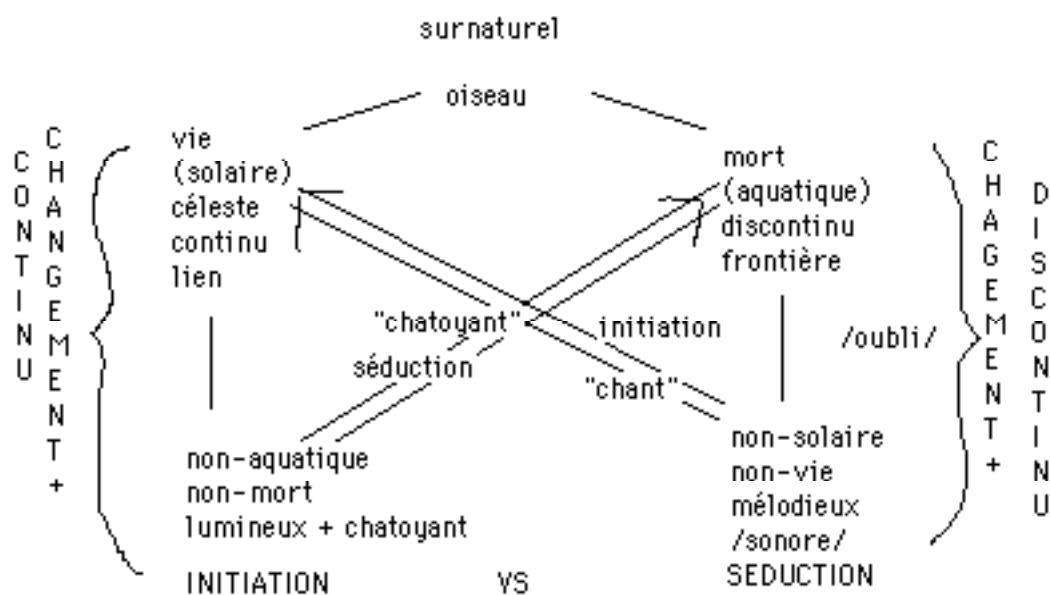 surnaturel
oiseau
CONTINU
CHANGEMENT+
vie
(solaire)
céleste
continu
lien
mort
(aquatique)
discontinu
frontière
CHAGEMENT+
DISCONTINU
"chatoyant"
initiation
/oubli/
séduction
"chant"
non-aquatique
non-mort
lumineux + chatoyant
non-solaire
non-vie
mélodieux
/sonore/
INITIATION VS SEDUCTION